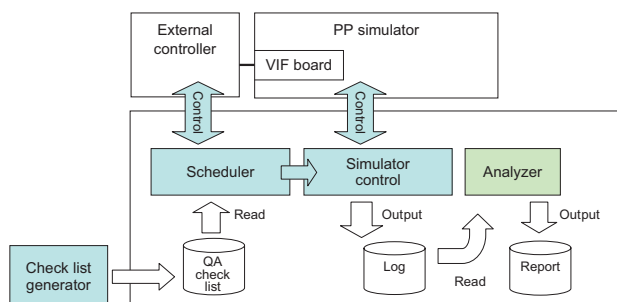 External
controller
PP simulator
VIF board
Control
Control
Scheduler
Simulator
control
Analyzer
Read
Output
Output
Check list
generator
QA
check
list
Log
Read
Report